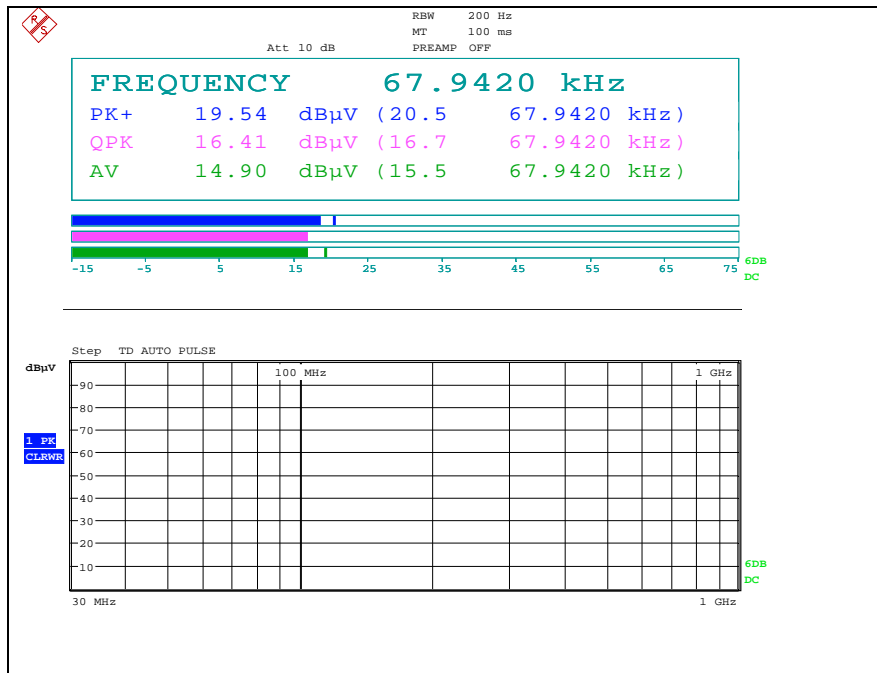 R
S
RBW 200 Hz
MT 100 ms
Att 10 dB PREAMP OFF
FREQUENCY 67.9420 kHz
PK+ 19.54 dBµV (20.5 67.9420 kHz)
QPK 16.41 dBµV (16.7 67.9420 kHz)
AV 14.90 dBµV (15.5 67.9420 kHz)
-15 -5 5 15 25 35 45 55 65 75
6DB
DC
Step TD AUTO PULSE
dBµV
100 MHz 1 GHz
90
80
70
1 PK
CLRWR
60
50
40
30
20
10
6DB
DC
30 MHz 1 GHz